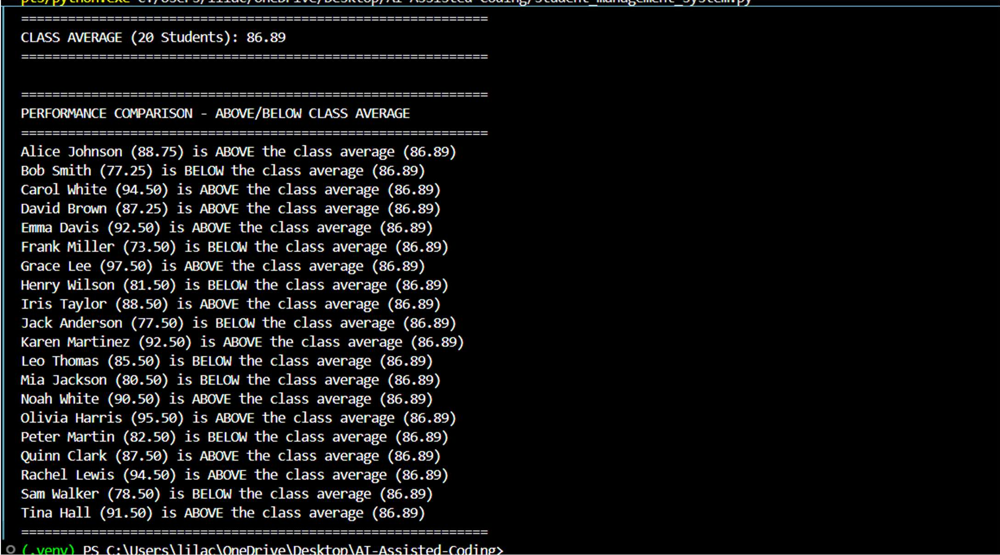 pts/python.exe C:/Users/lilac/OneDrive/Desktop/AI-Assisted-Coding/student_management_system.py
============================================================
CLASS AVERAGE (20 Students): 86.89
============================================================
============================================================
PERFORMANCE COMPARISON - ABOVE/BELOW CLASS AVERAGE
============================================================
Alice Johnson (88.75) is ABOVE the class average (86.89)
Bob Smith (77.25) is BELOW the class average (86.89)
Carol White (94.50) is ABOVE the class average (86.89)
David Brown (87.25) is ABOVE the class average (86.89)
Emma Davis (92.50) is ABOVE the class average (86.89)
Frank Miller (73.50) is BELOW the class average (86.89)
Grace Lee (97.50) is ABOVE the class average (86.89)
Henry Wilson (81.50) is BELOW the class average (86.89)
Iris Taylor (88.50) is ABOVE the class average (86.89)
Jack Anderson (77.50) is BELOW the class average (86.89)
Karen Martinez (92.50) is ABOVE the class average (86.89)
Leo Thomas (85.50) is BELOW the class average (86.89)
Mia Jackson (80.50) is BELOW the class average (86.89)
Noah White (90.50) is ABOVE the class average (86.89)
Olivia Harris (95.50) is ABOVE the class average (86.89)
Peter Martin (82.50) is BELOW the class average (86.89)
Quinn Clark (87.50) is ABOVE the class average (86.89)
Rachel Lewis (94.50) is ABOVE the class average (86.89)
Sam Walker (78.50) is BELOW the class average (86.89)
Tina Hall (91.50) is ABOVE the class average (86.89)
============================================================
(.venv) PS C:\Users\lilac\OneDrive\Desktop\AI-Assisted-Coding>